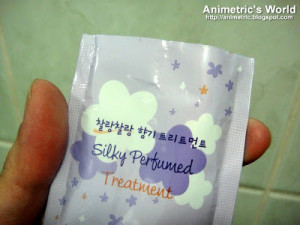 Animetric's World
http://animetric.blogspot.com
찰랑찰랑 향기 트리트먼트
Silky Perfumed
Treatment